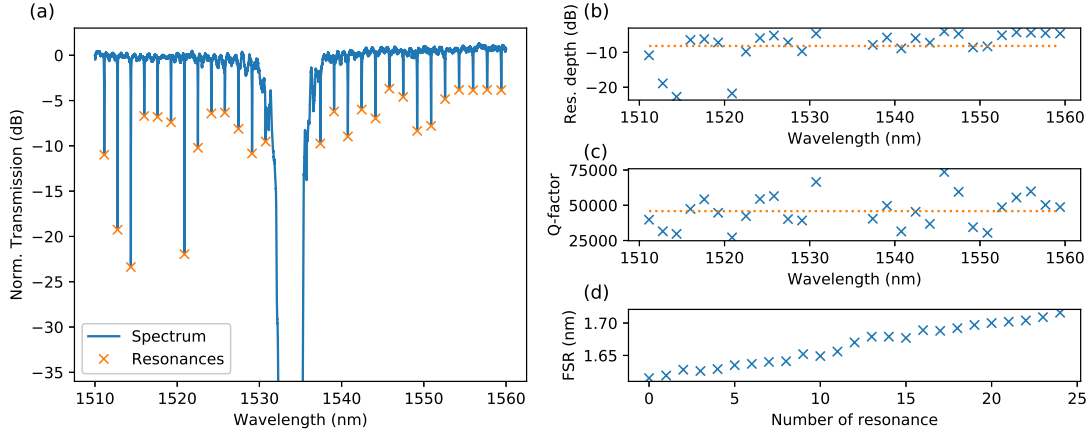 (a)
Norm. Transmission (dB)
0
−5
−10
−15
−20
−25
−30
−35
Spectrum
Resonances
1510 1520 1530 1540 1550 1560
Wavelength (nm)
(b)
Res. depth (dB)
−10
−20
1510 1520 1530 1540 1550 1560
Wavelength (nm)
(c)
Q-factor
75000
50000
25000
1510 1520 1530 1540 1550 1560
Wavelength (nm)
(d)
FSR (nm)
1.70
1.65
0 5 10 15 20 25
Number of resonance